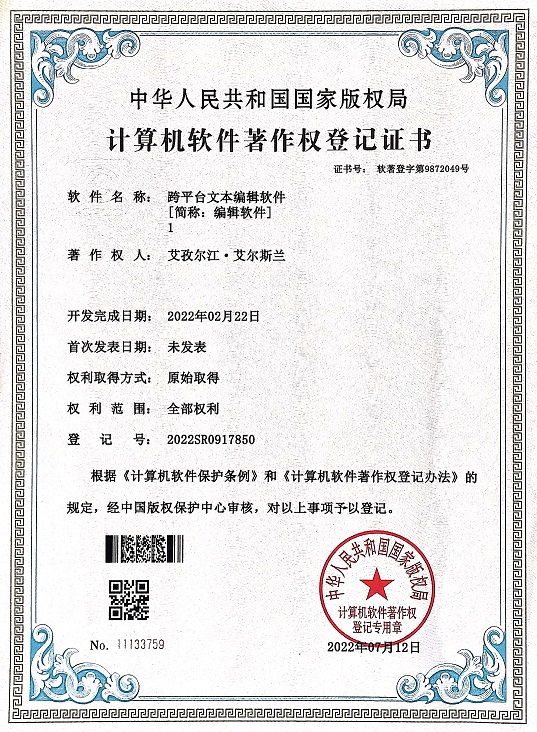 中华人民共和国国家版权局
计算机软件著作权登记证书
证书号： 软著登字第9872049号
软件名称： 跨平台文本编辑软件
[简称：编辑软件]
1
著作权人： 艾孜尔江·艾尔斯兰
开发完成日期： 2022年02月22日
首次发表日期： 未发表
权利取得方式： 原始取得
权利范围： 全部权利
登记号： 2022SR0917850
根据《计算机软件保护条例》和《计算机软件著作权登记办法》的
规定，经中国版权保护中心审核，对以上事项予以登记。
中华人民共和国国家版权局
计算机软件著作权
登记专用章
No. 11133759
2022年07月12日